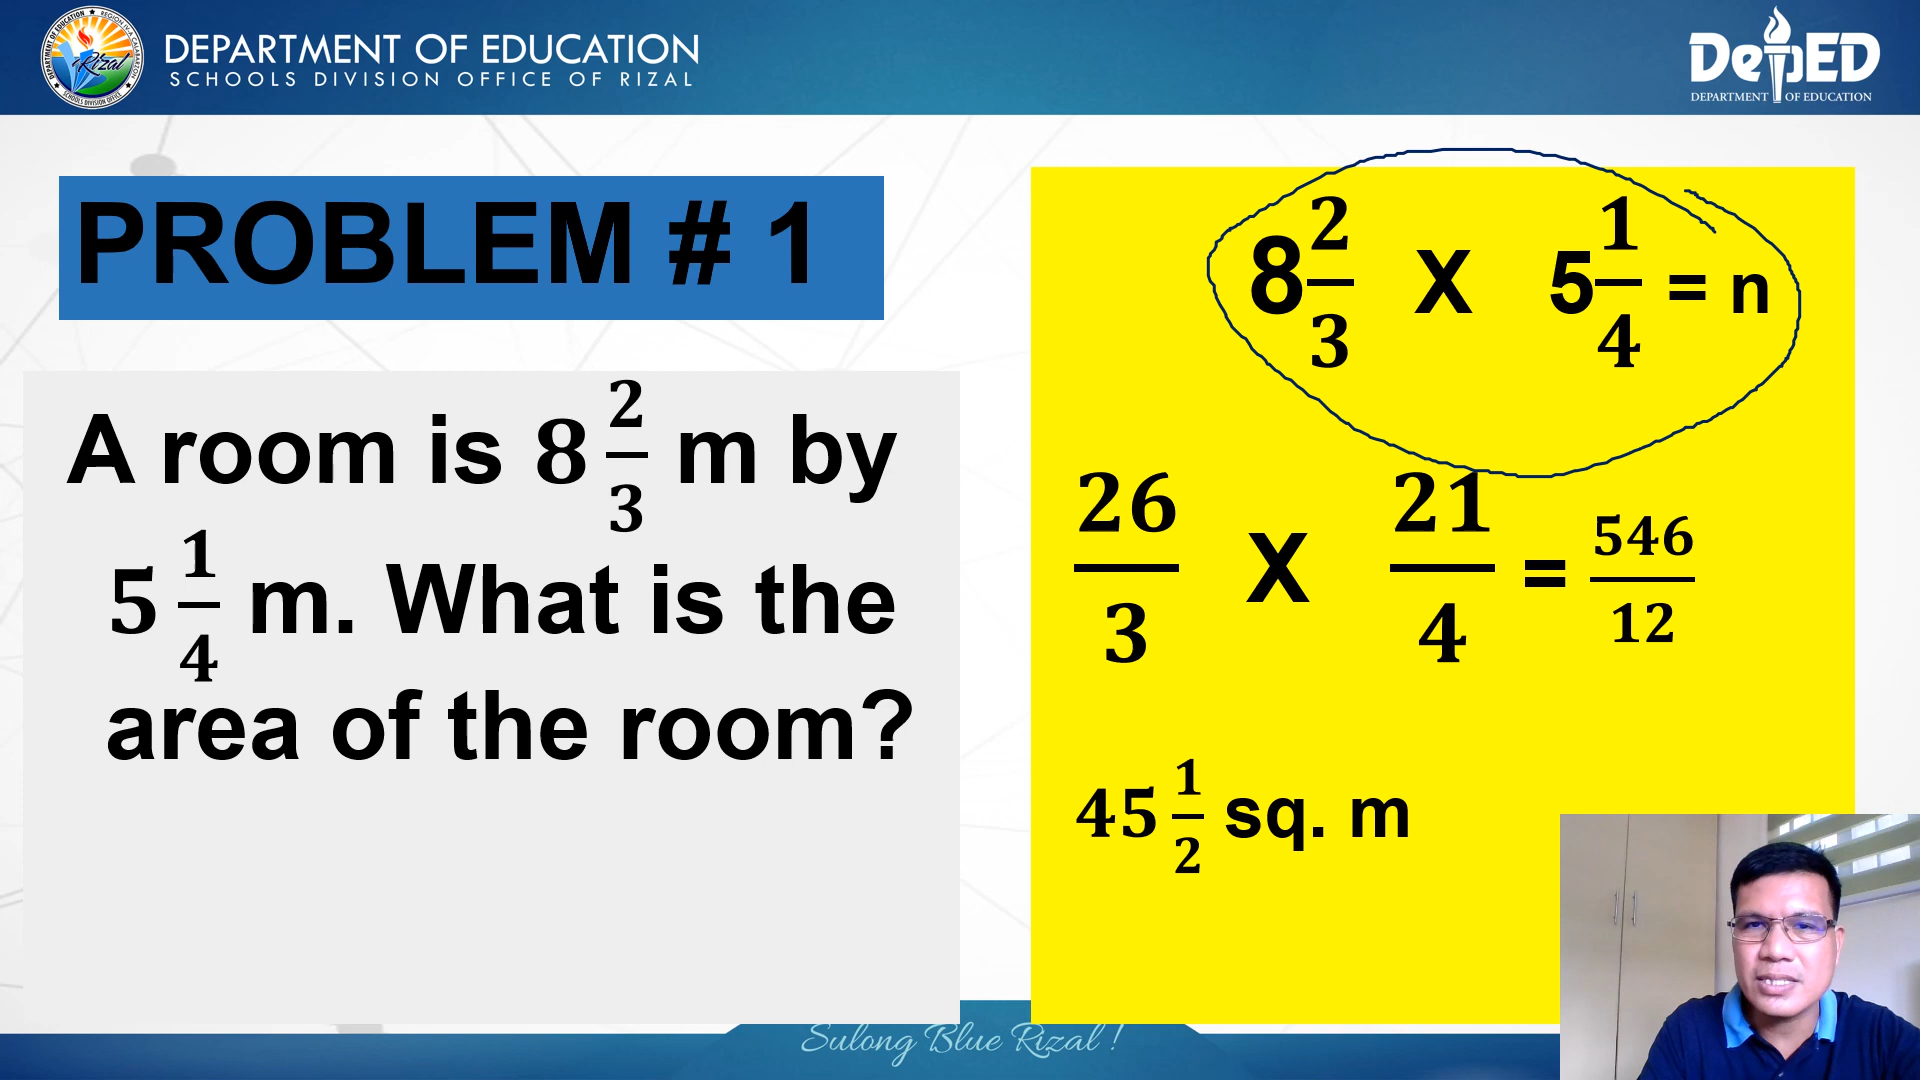 DEPARTMENT OF EDUCATION
SCHOOLS DIVISION OFFICE OF RIZAL
Rizal
DepED
DEPARTMENT OF EDUCATION
PROBLEM # 1
A room is 8 2/3 m by
5 1/4 m. What is the
area of the room?
8 2/3 X 5 1/4 = n
26/3 X 21/4 = 546/12
45 1/2 sq. m
Sulong Blue Rizal !